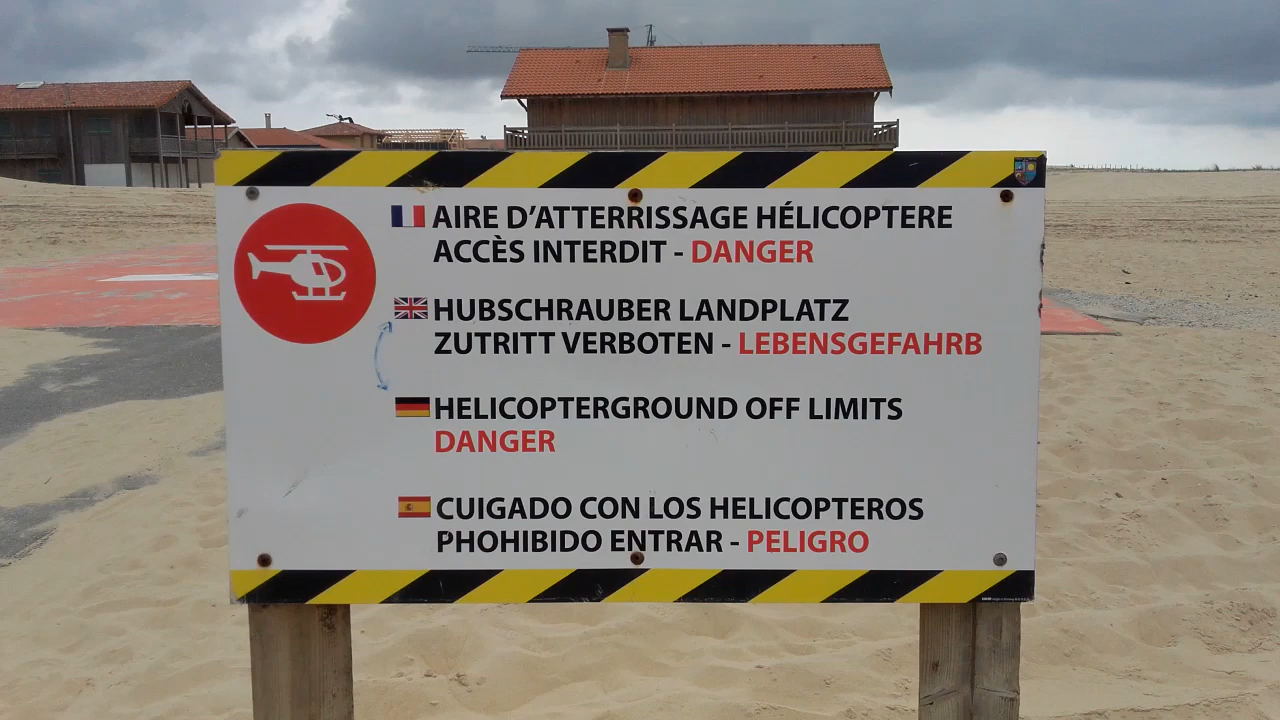 AIRE D'ATTERRISSAGE HÉLICOPTERE
ACCÈS INTERDIT - DANGER
HUBSCHRAUBER LANDPLATZ
ZUTRITT VERBOTEN - LEBENSGEFAHRB
HELICOPTERGROUND OFF LIMITS
DANGER
CUIGADO CON LOS HELICOPTEROS
PHOHIBIDO ENTRAR - PELIGRO